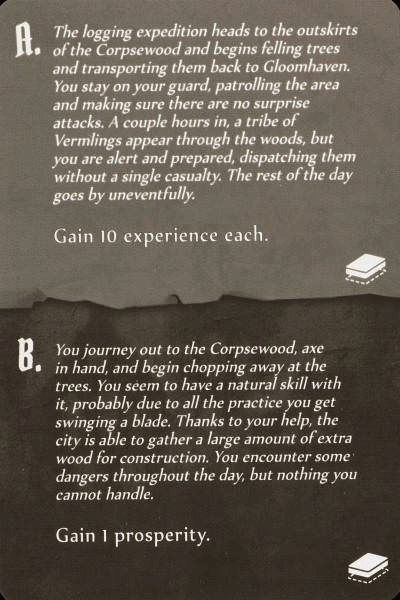 A. The logging expedition heads to the outskirts
of the Corpsewood and begins felling trees
and transporting them back to Gloomhaven.
You stay on your guard, patrolling the area
and making sure there are no surprise
attacks. A couple hours in, a tribe of
Vermlings appear through the woods, but
you are alert and prepared, dispatching them
without a single casualty. The rest of the day
goes by uneventfully.
Gain 10 experience each.
B. You journey out to the Corpsewood, axe
in hand, and begin chopping away at the
trees. You seem to have a natural skill with
it, probably due to all the practice you get
swinging a blade. Thanks to your help, the
city is able to gather a large amount of extra
wood for construction. You encounter some
dangers throughout the day, but nothing you
cannot handle.
Gain 1 prosperity.